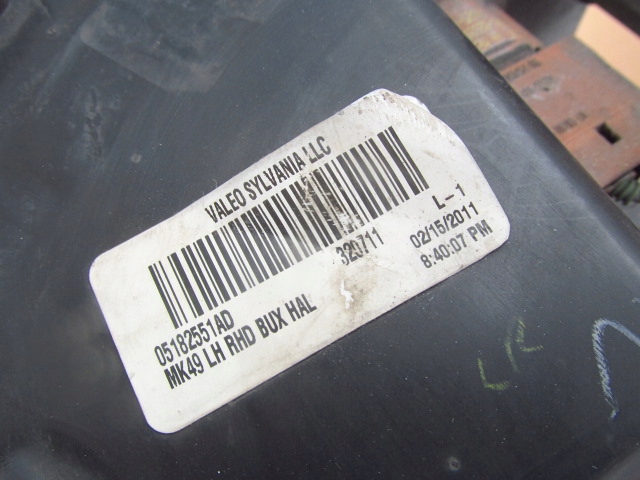 VALEO SYLVANIA LLC
L-1
320711
02/15/2011
8:40:07 PM
05182551AD
MK49 LH RHD BUX HAL